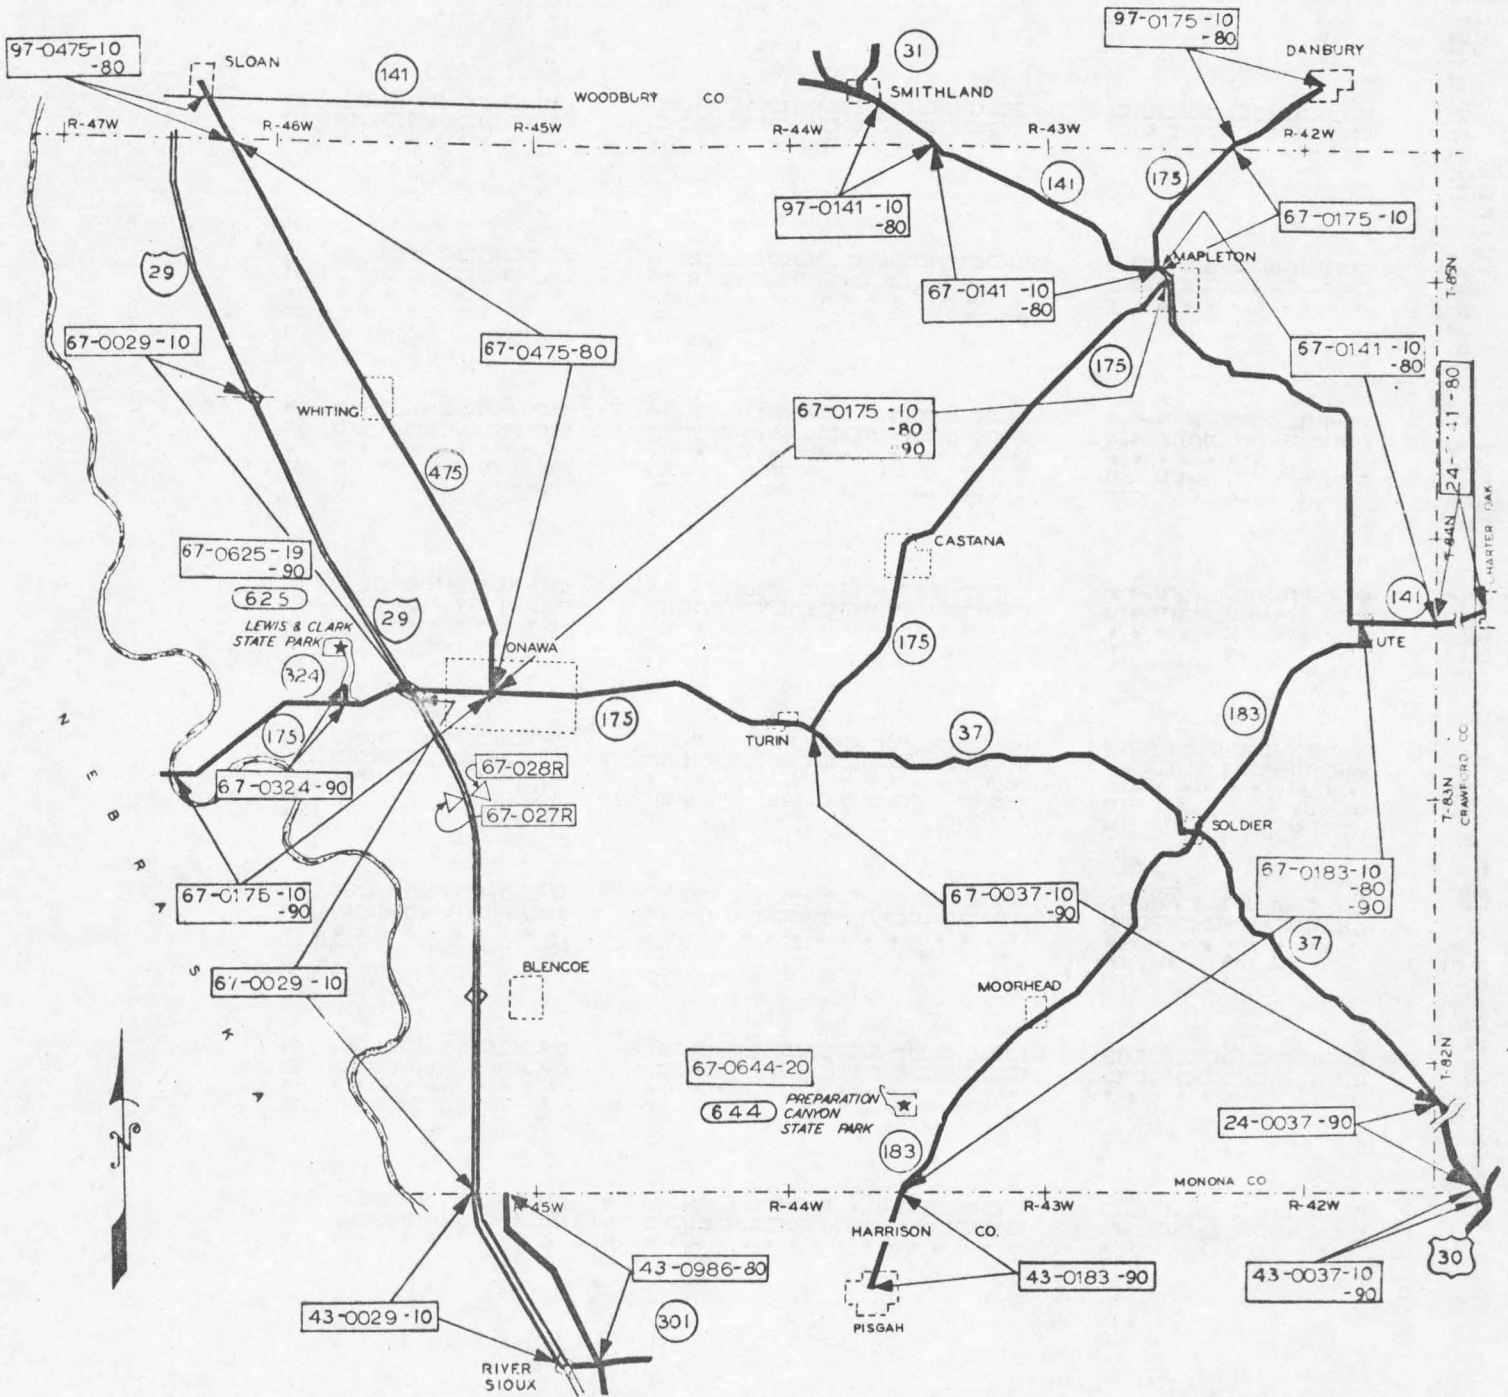 97-0475-10
-80
SLOAN
141
WOODBURY CO.
31
SMITHLAND
97-0175-10
-80
DANBURY
R-47W
R-46W
R-45W
R-44W
R-43W
R-42W
97-0141-10
-80
141
175
67-0175-10
MAPLETON
T-85N
29
67-0141-10
-80
67-0029-10
67-0475-80
67-0141-10
-80
175
WHITING
67-0175-10
-80
-90
475
CASTANA
T-84N
CHARTER OAK
67-0625-19
-90
625
29
LEWIS & CLARK
STATE PARK
324
ONAWA
175
141
UTE
183
175
175
TURIN
37
67-0324-90
67-028R
67-027R
SOLDIER
T-83N
CRAWFORD CO
NEBRASKA
67-0175-10
-90
67-0037-10
-90
67-0183-10
-80
-90
37
67-0029-10
BLENCOE
MOORHEAD
67-0644-20
644
PREPARATION
CANYON
STATE PARK
T-82N
24-0037-90
183
MONONA CO
R-45W
R-44W
R-43W
R-42W
HARRISON CO.
43-0986-80
43-0183-90
43-0037-10
-90
30
43-0029-10
301
PISGAH
RIVER
SIOUX